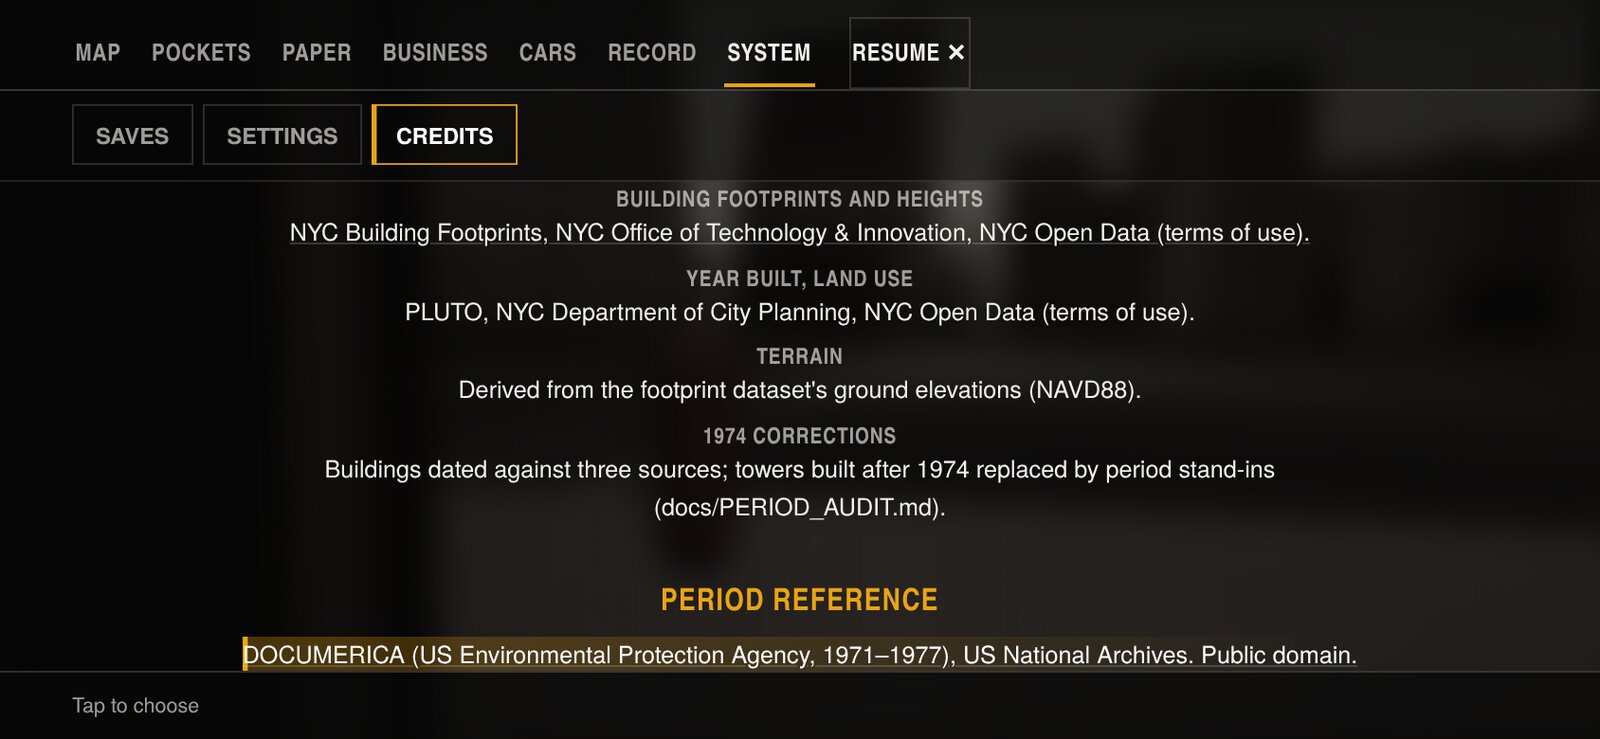 MAP POCKETS PAPER BUSINESS CARS RECORD SYSTEM RESUME ✕
SAVES SETTINGS CREDITS
BUILDING FOOTPRINTS AND HEIGHTS
NYC Building Footprints, NYC Office of Technology & Innovation, NYC Open Data (terms of use).
YEAR BUILT, LAND USE
PLUTO, NYC Department of City Planning, NYC Open Data (terms of use).
TERRAIN
Derived from the footprint dataset's ground elevations (NAVD88).
1974 CORRECTIONS
Buildings dated against three sources; towers built after 1974 replaced by period stand-ins
(docs/PERIOD_AUDIT.md).
PERIOD REFERENCE
DOCUMERICA (US Environmental Protection Agency, 1971–1977), US National Archives. Public domain.
Tap to choose